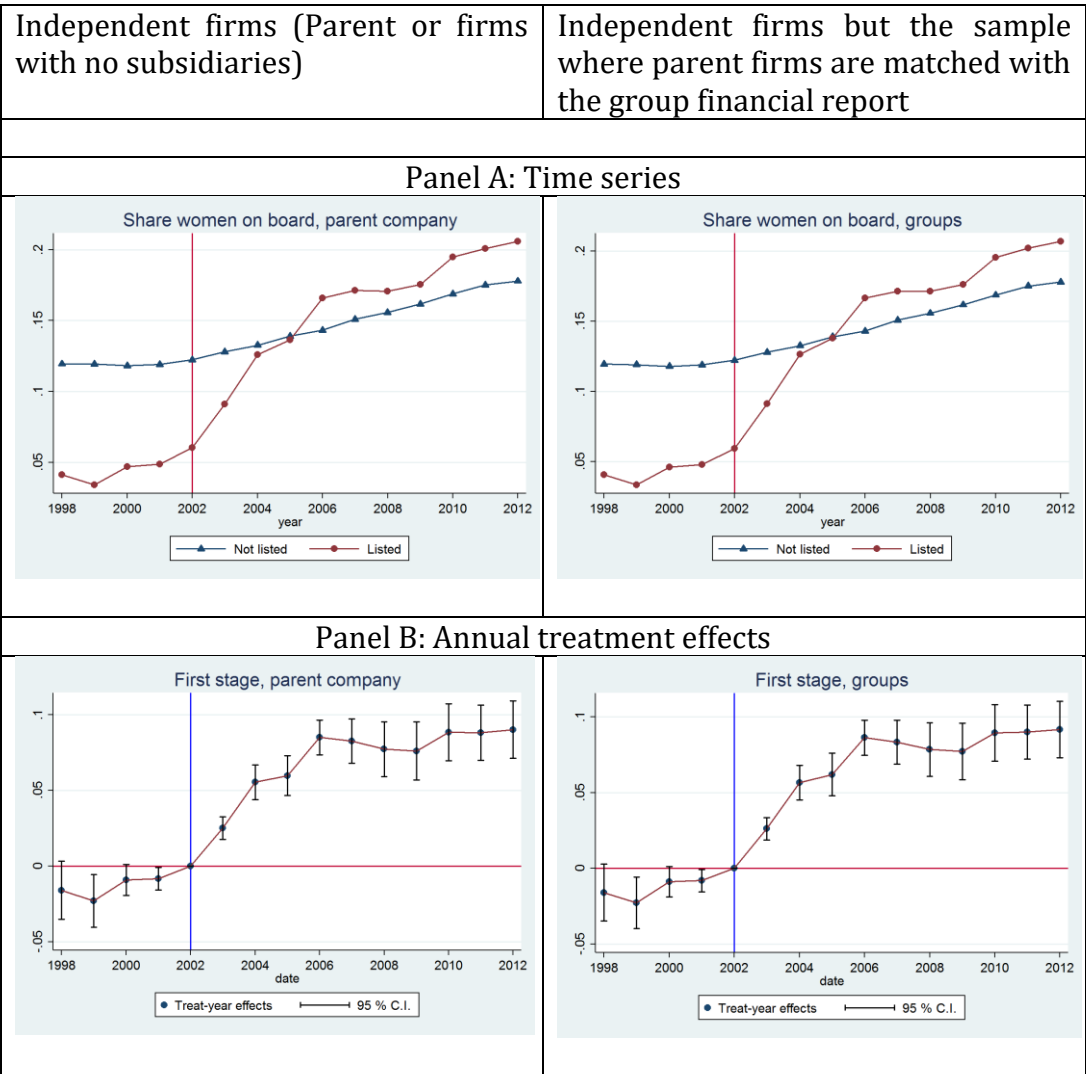 Independent firms (Parent or firms
with no subsidiaries)
Independent firms but the sample
where parent firms are matched with
the group financial report
Panel A: Time series
Share women on board, parent company
.2
.15
.1
.05
1998 2000 2002 2004 2006 2008 2010 2012
year
Not listed Listed
Share women on board, groups
.2
.15
.1
.05
1998 2000 2002 2004 2006 2008 2010 2012
year
Not listed Listed
Panel B: Annual treatment effects
First stage, parent company
.1
.05
0
-.05
1998 2000 2002 2004 2006 2008 2010 2012
date
Treat-year effects 95 % C.I.
First stage, groups
.1
.05
0
-.05
1998 2000 2002 2004 2006 2008 2010 2012
date
Treat-year effects 95 % C.I.